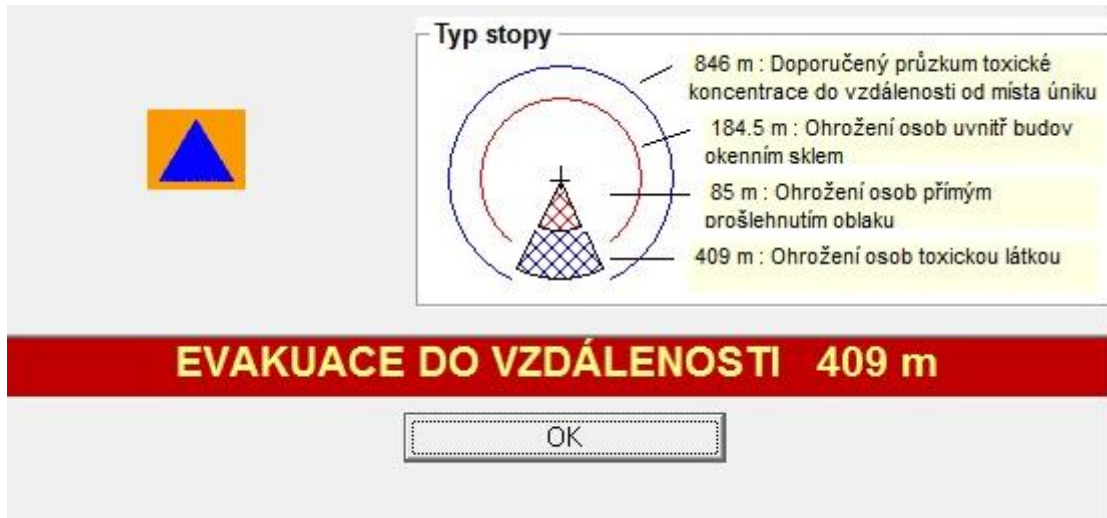 Typ stopy
846 m : Doporučený průzkum toxické
koncentrace do vzdálenosti od místa úniku
184.5 m : Ohrožení osob uvnitř budov
okenním sklem
85 m : Ohrožení osob přímým
prošlehnutím oblaku
409 m : Ohrožení osob toxickou látkou
EVAKUACE DO VZDÁLENOSTI 409 m
OK